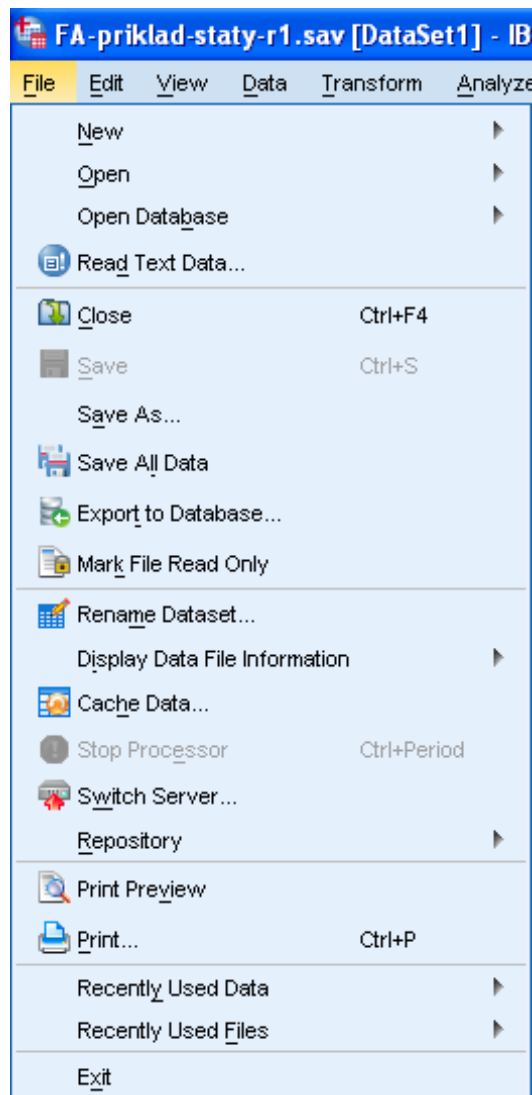 FA-priklad-staty-r1.sav [DataSet1] - IB
File Edit View Data Transform Analyze
New
Open
Open Database
Read Text Data...
Close Ctrl+F4
Save Ctrl+S
Save As...
Save All Data
Export to Database...
Mark File Read Only
Rename Dataset...
Display Data File Information
Cache Data...
Stop Processor Ctrl+Period
Switch Server...
Repository
Print Preview
Print... Ctrl+P
Recently Used Data
Recently Used Files
Exit